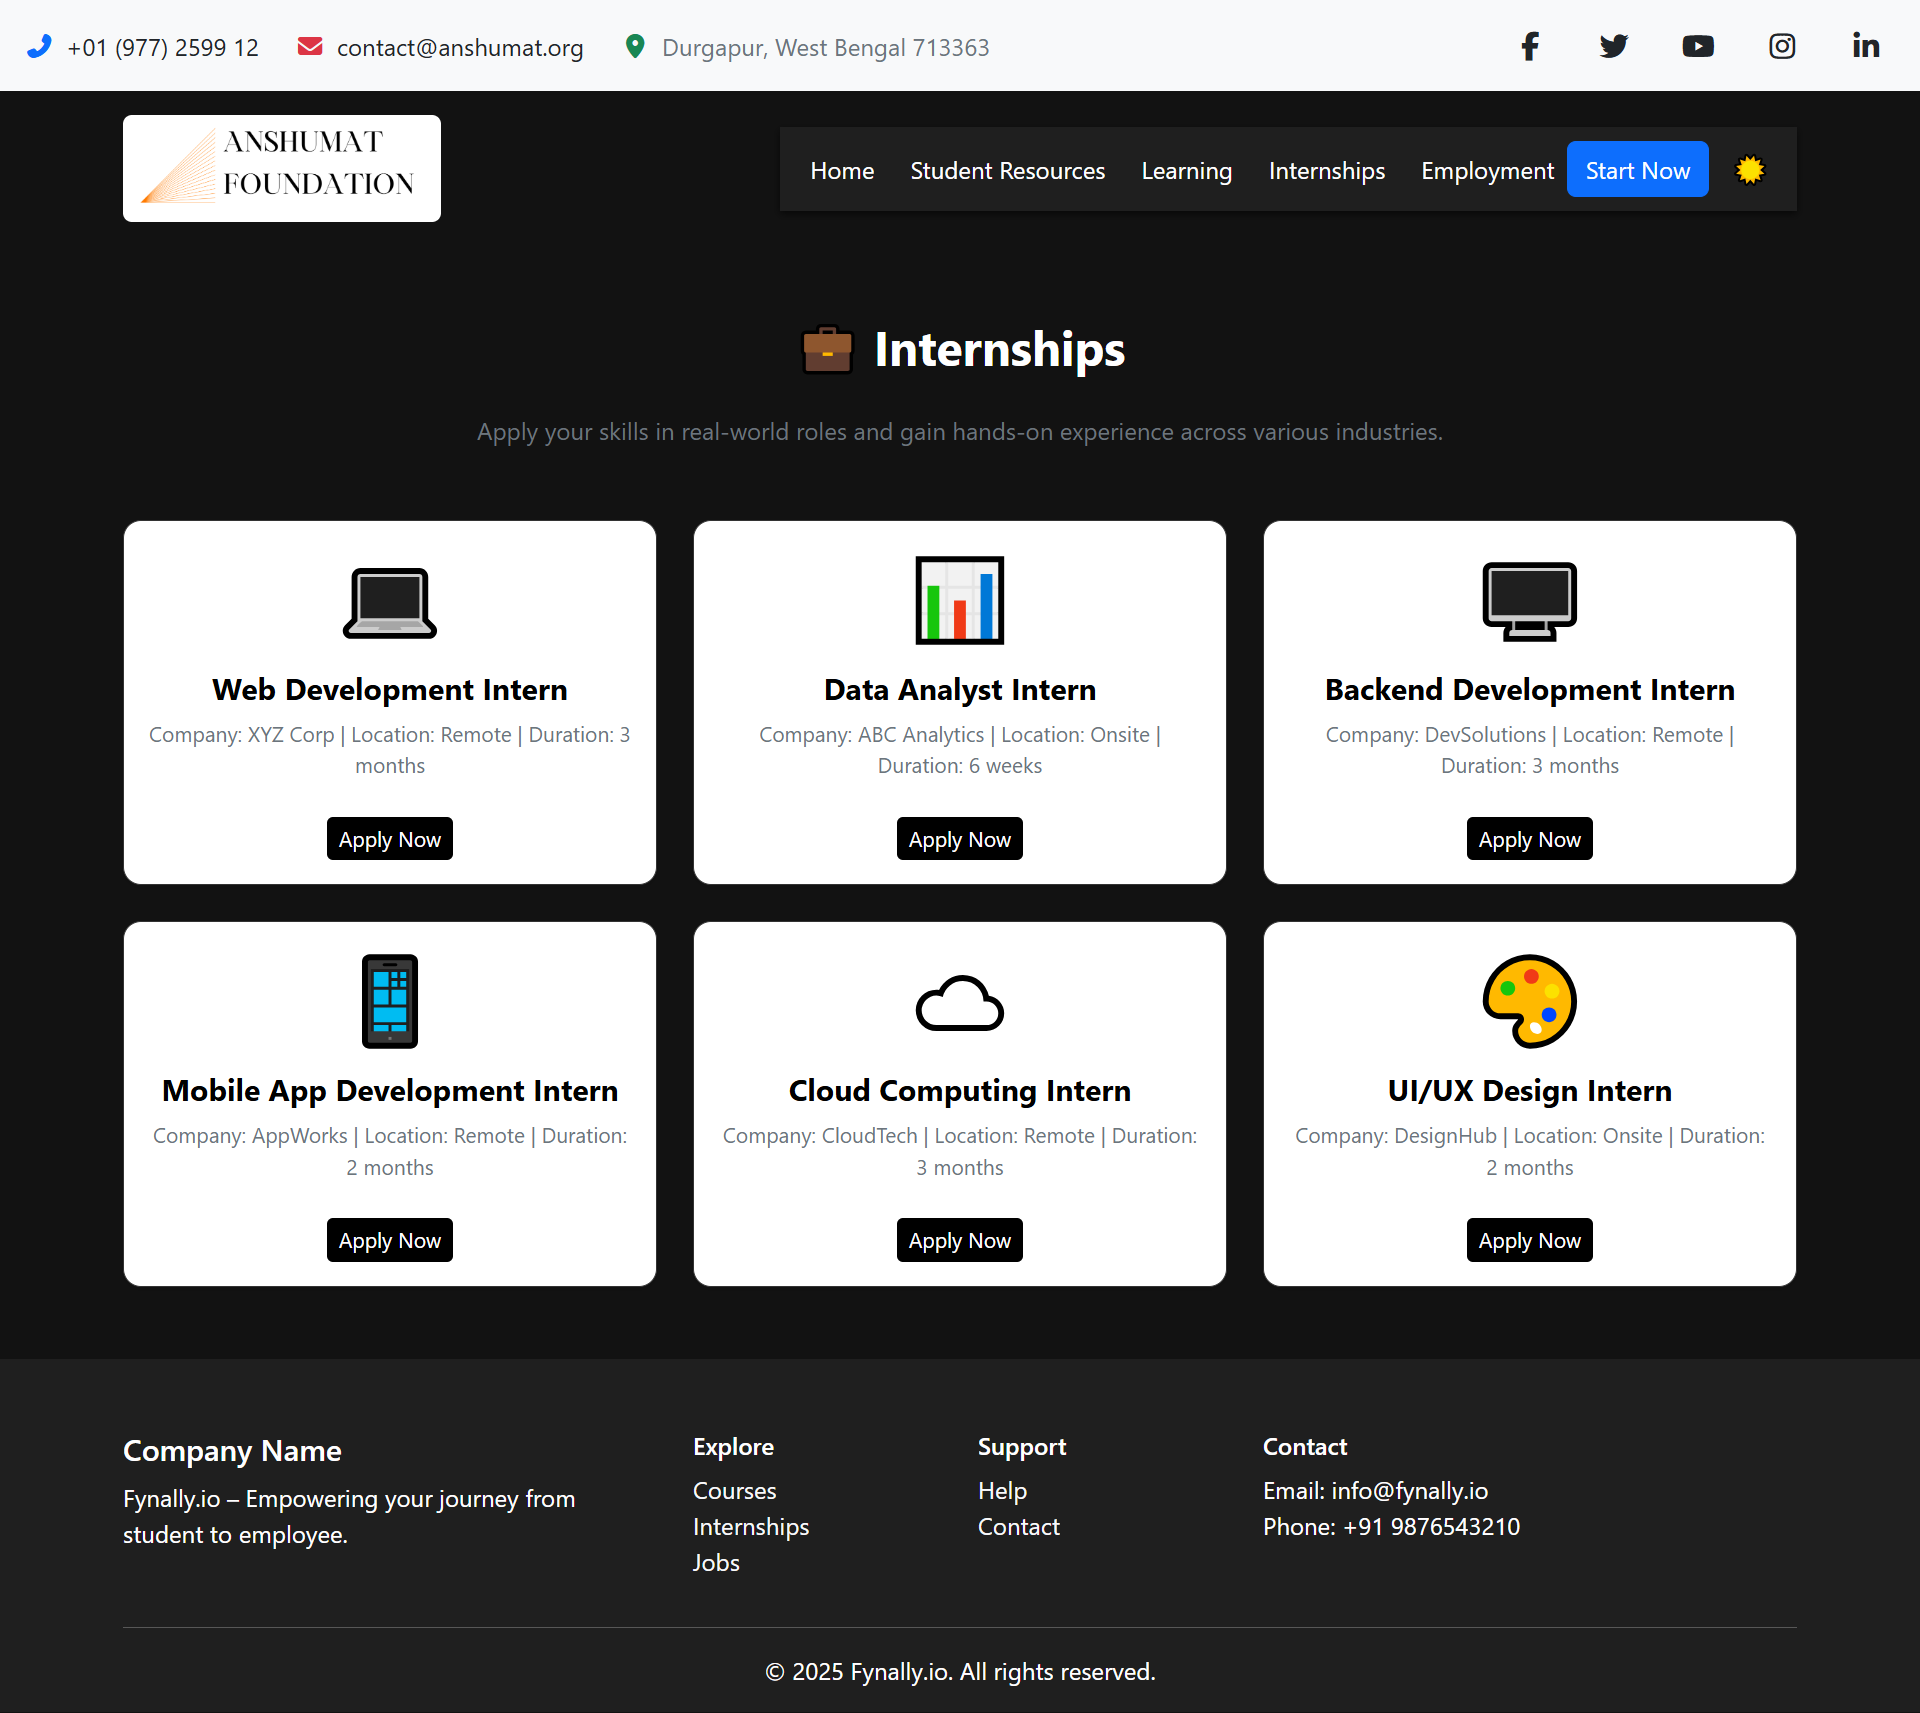 +01 (977) 2599 12
contact@anshumat.org
Durgapur, West Bengal 713363
ANSHUMAT
FOUNDATION
Home
Student Resources
Learning
Internships
Employment
Start Now
Internships
Apply your skills in real-world roles and gain hands-on experience across various industries.
Web Development Intern
Company: XYZ Corp | Location: Remote | Duration: 3
months
Apply Now
Data Analyst Intern
Company: ABC Analytics | Location: Onsite |
Duration: 6 weeks
Apply Now
Backend Development Intern
Company: DevSolutions | Location: Remote |
Duration: 3 months
Apply Now
Mobile App Development Intern
Company: AppWorks | Location: Remote | Duration:
2 months
Apply Now
Cloud Computing Intern
Company: CloudTech | Location: Remote | Duration:
3 months
Apply Now
UI/UX Design Intern
Company: DesignHub | Location: Onsite | Duration:
2 months
Apply Now
Company Name
Fynally.io – Empowering your journey from
student to employee.
Explore
Courses
Internships
Jobs
Support
Help
Contact
Contact
Email: info@fynally.io
Phone: +91 9876543210
© 2025 Fynally.io. All rights reserved.